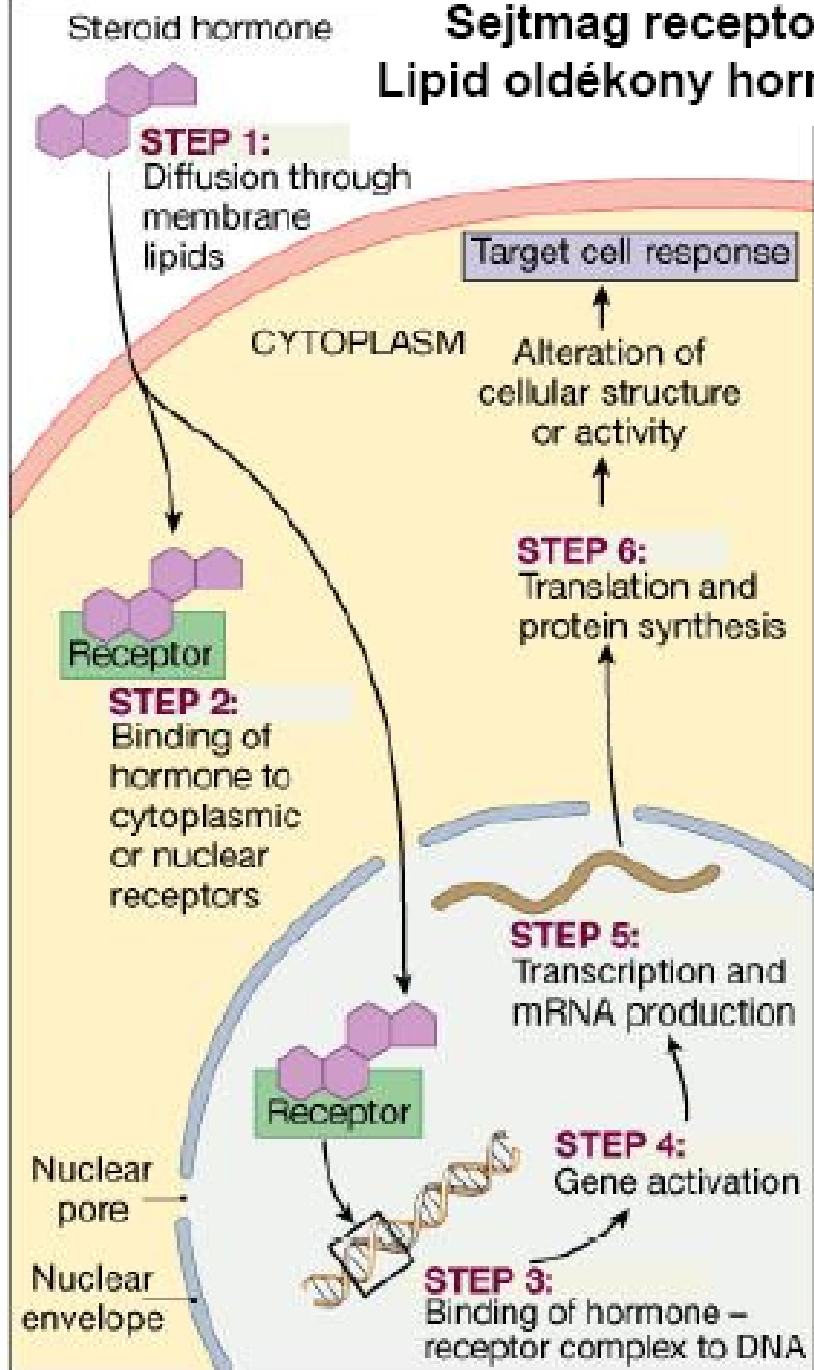 Steroid hormone
Sejtmag recepto
Lipid oldékony horm
STEP 1:
Diffusion through
membrane
lipids
Target cell response
CYTOPLASM
Alteration of
cellular structure
or activity
STEP 6:
Translation and
protein synthesis
Receptor
STEP 2:
Binding of
hormone to
cytoplasmic
or nuclear
receptors
STEP 5:
Transcription and
mRNA production
Receptor
STEP 4:
Gene activation
Nuclear
pore
Nuclear
envelope
STEP 3:
Binding of hormone –
receptor complex to DNA